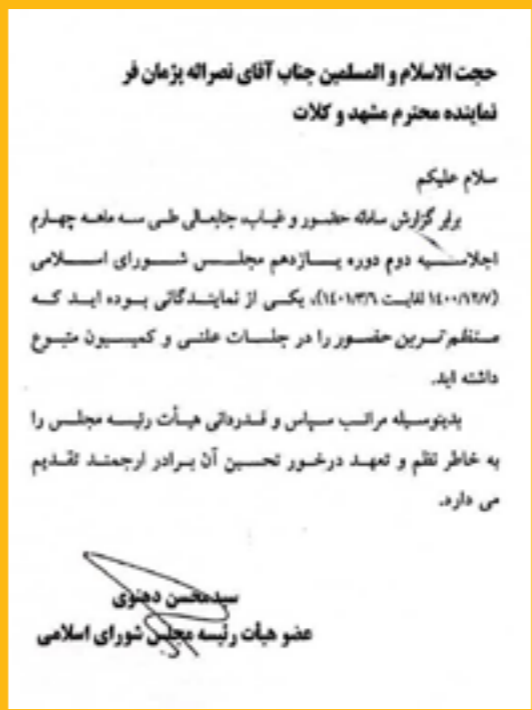 حجت الاسلام و المسلمین جناب آقای نصراله پژمان فر
نماینده محترم مشهد و کلات
سلام علیکم
برابر گزارش سامانه حضور و غیاب، جنابعالی طی سه ماهه چهارم
اجلاسیه دوم دوره یازدهم مجلس شورای اسلامی
(۱۴۰۰/۱۲/۷ لغایت ۱۴۰۱/۳/۶)، یکی از نمایندگانی بوده اید که
منظم ترین حضور را در جلسات علنی و کمیسیون متبوع
داشته اید.
بدینوسیله مراتب سپاس و قدردانی هیأت رئیسه مجلس را
به خاطر نظم و تعهد درخور تحسین آن برادر ارجمند تقدیم
می دارد.
سیدمحسن دهنوی
عضو هیأت رئیسه مجلس شورای اسلامی